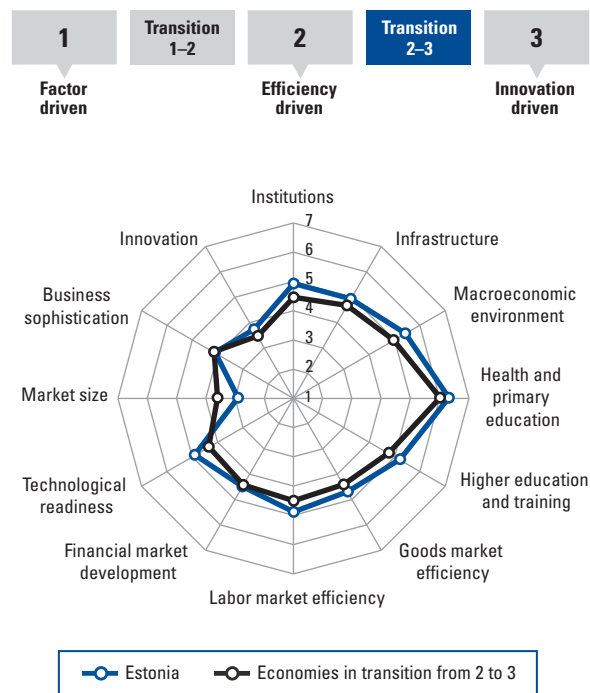 1
Transition
1–2
2
Transition
2–3
3
Factor
driven
Efficiency
driven
Innovation
driven
Institutions
7
Innovation
Infrastructure
6
5
Business
sophistication
Macroeconomic
environment
4
3
2
Market size
1
Health and
primary
education
Technological
readiness
Higher education
and training
Financial market
development
Goods market
efficiency
Labor market efficiency
Estonia
Economies in transition from 2 to 3